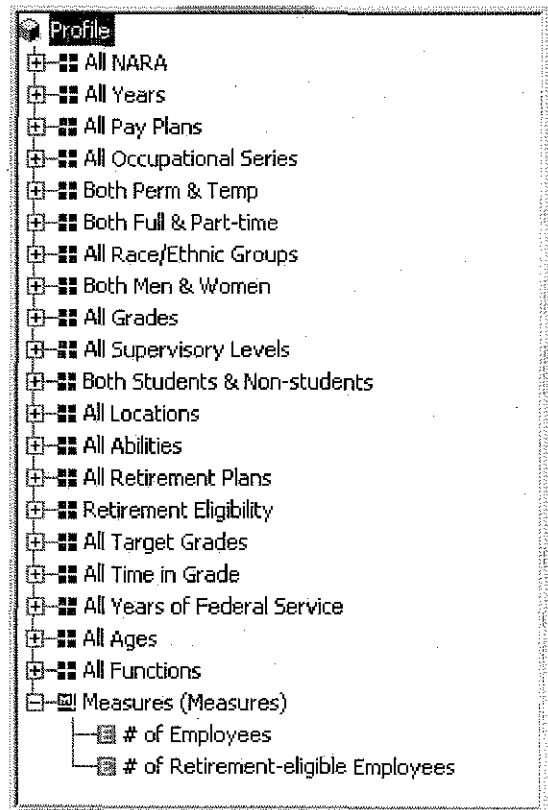 Profile
All NARA
All Years
All Pay Plans
All Occupational Series
Both Perm & Temp
Both Full & Part-time
All Race/Ethnic Groups
Both Men & Women
All Grades
All Supervisory Levels
Both Students & Non-students
All Locations
All Abilities
All Retirement Plans
Retirement Eligibility
All Target Grades
All Time in Grade
All Years of Federal Service
All Ages
All Functions
Measures (Measures)
# of Employees
# of Retirement-eligible Employees